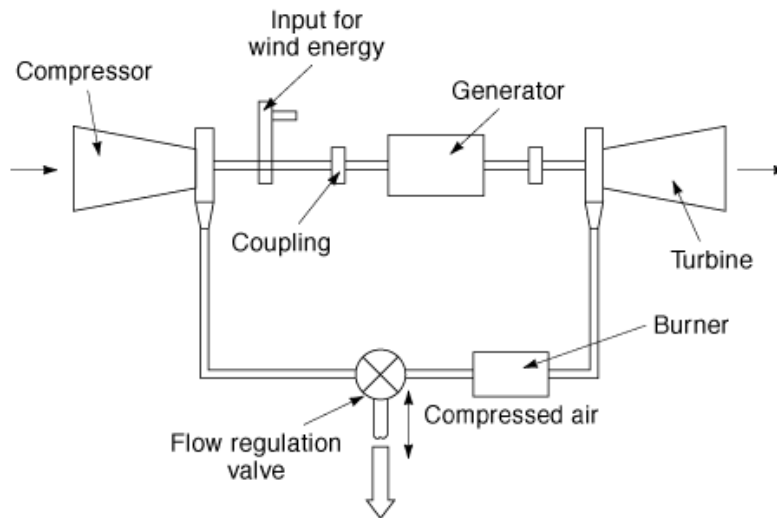 Input for
wind energy
Compressor
Generator
Coupling
Turbine
Burner
Compressed air
Flow regulation
valve